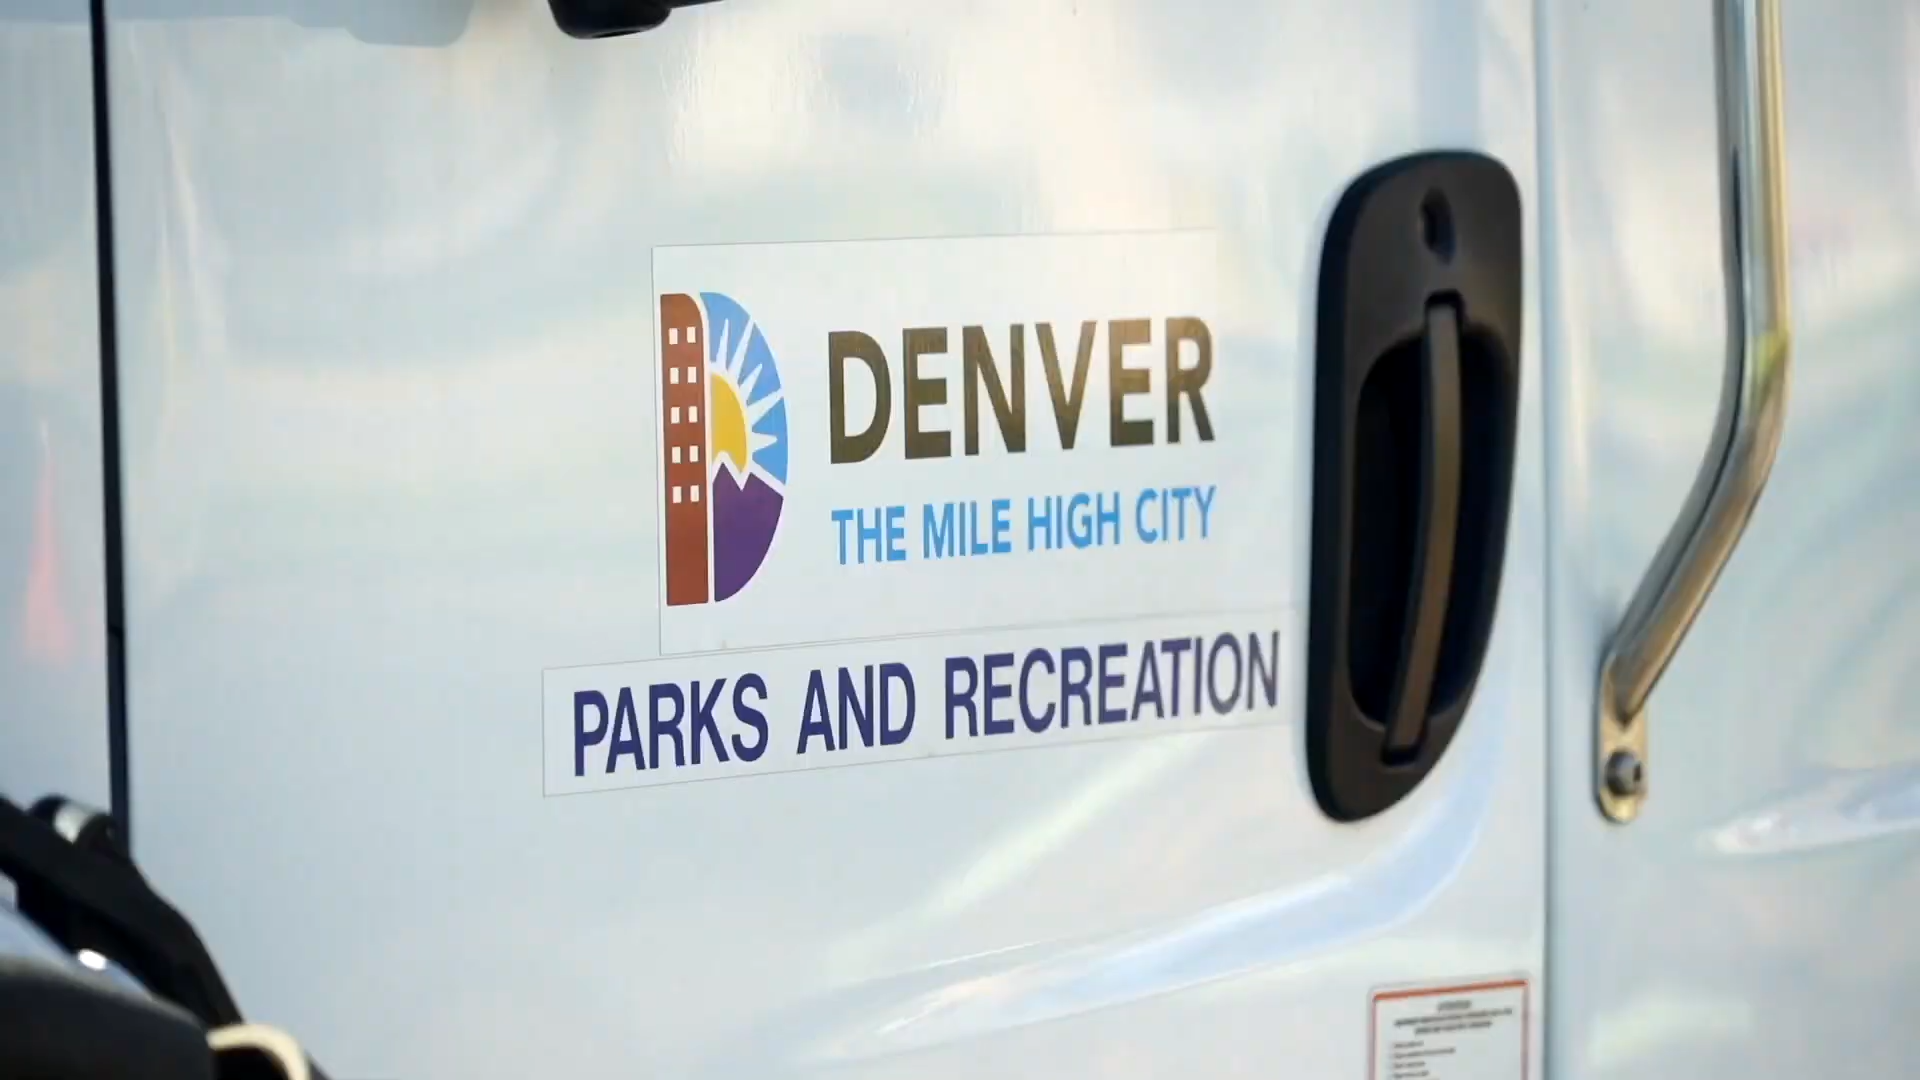 DENVER
THE MILE HIGH CITY
PARKS AND RECREATION